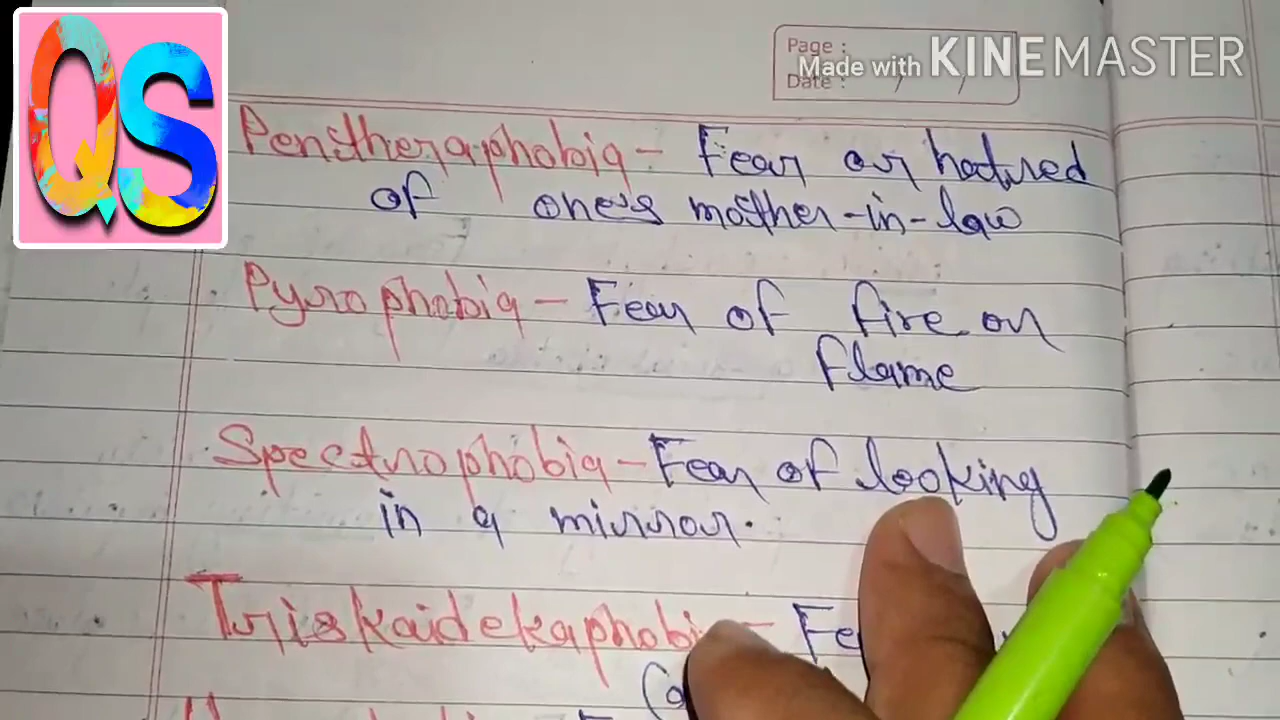 QS
Page :
Made with KINEMASTER
Date : / /
Pentheraphobia - Fear or hatred
of one's mother-in-law
Pyrophobia - Fear of fire or
flame
Spectrophobia - Fear of looking
in a mirror.
Triskaidekaphobi - Fe